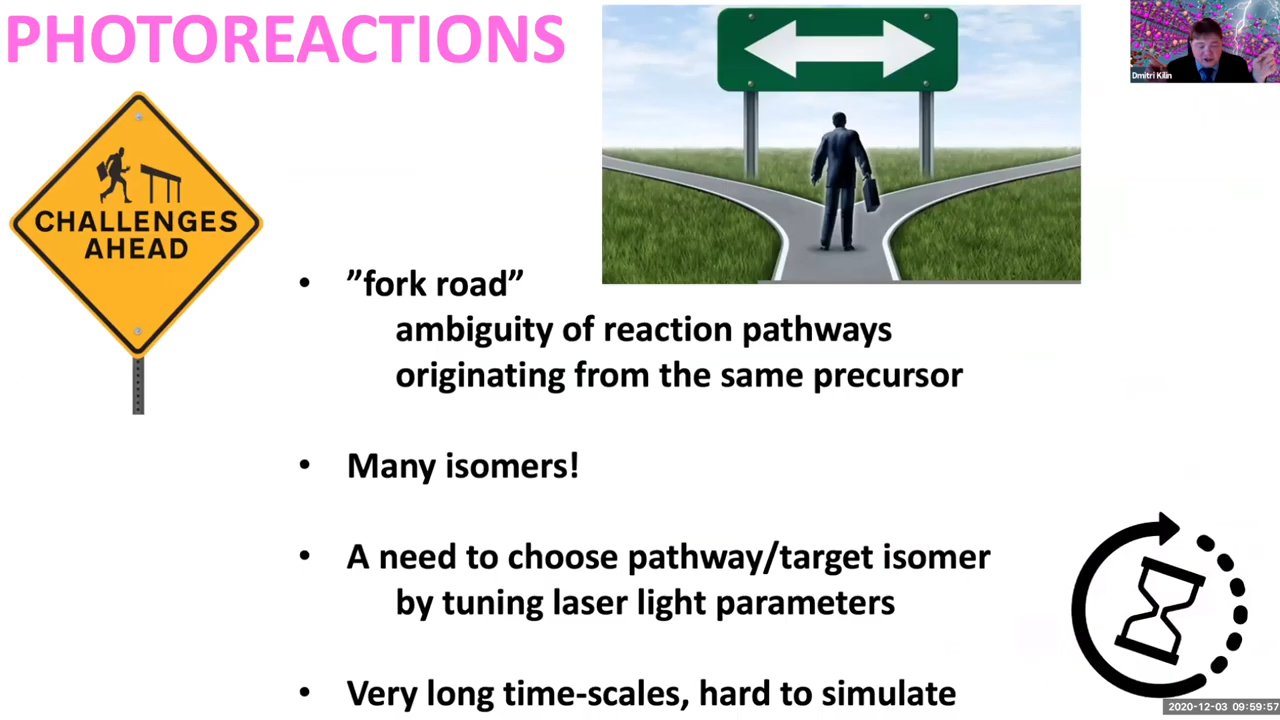 PHOTOREACTIONS
Dmitri Kilin
CHALLENGES
AHEAD
• ”fork road”
ambiguity of reaction pathways
originating from the same precursor
• Many isomers!
• A need to choose pathway/target isomer
by tuning laser light parameters
• Very long time-scales, hard to simulate
2020-12-03 09:59:57